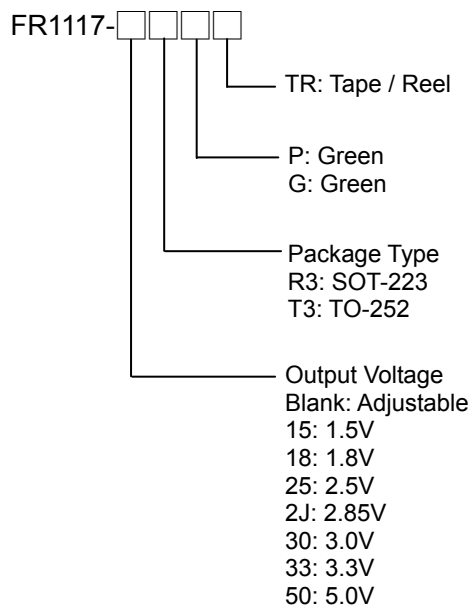 FR1117-
TR: Tape / Reel
P: Green
G: Green
Package Type
R3: SOT-223
T3: TO-252
Output Voltage
Blank: Adjustable
15: 1.5V
18: 1.8V
25: 2.5V
2J: 2.85V
30: 3.0V
33: 3.3V
50: 5.0V